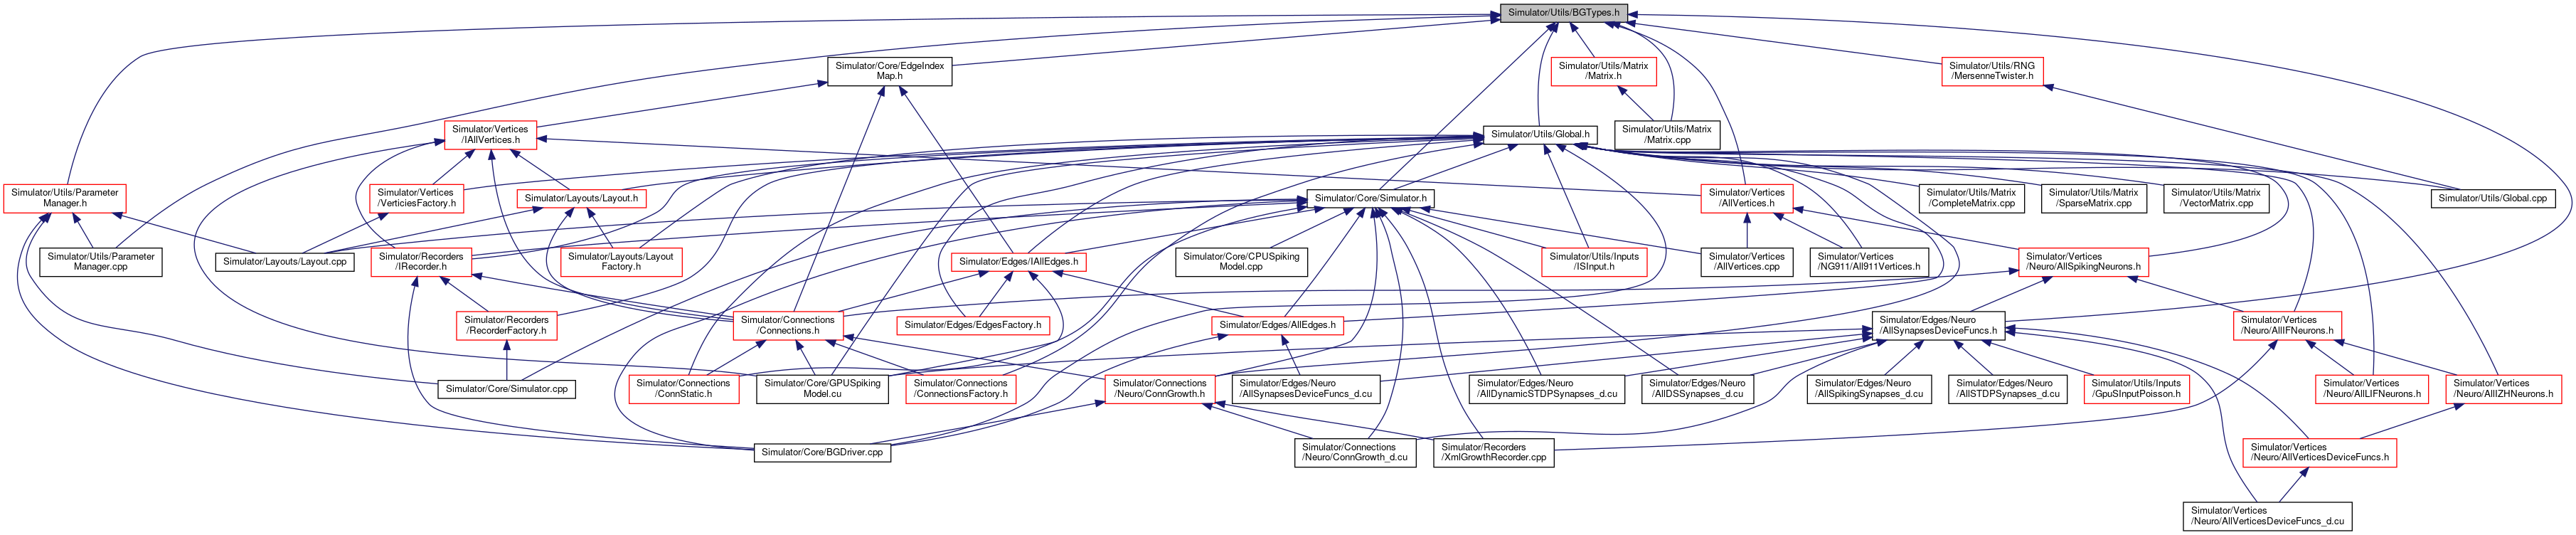 Simulator/Utils/BGTypes.h
Simulator/Core/EdgeIndex
Map.h
Simulator/Utils/Matrix
/Matrix.h
Simulator/Utils/RNG
/MersenneTwister.h
Simulator/Vertices
/IAllVertices.h
Simulator/Utils/Global.h
Simulator/Utils/Matrix
/Matrix.cpp
Simulator/Utils/Parameter
Manager.h
Simulator/Vertices
/VerticiesFactory.h
Simulator/Layouts/Layout.h
Simulator/Core/Simulator.h
Simulator/Vertices
/AllVertices.h
Simulator/Utils/Matrix
/CompleteMatrix.cpp
Simulator/Utils/Matrix
/SparseMatrix.cpp
Simulator/Utils/Matrix
/VectorMatrix.cpp
Simulator/Utils/Global.cpp
Simulator/Utils/Parameter
Manager.cpp
Simulator/Layouts/Layout.cpp
Simulator/Recorders
/IRecorder.h
Simulator/Layouts/Layout
Factory.h
Simulator/Edges/IAllEdges.h
Simulator/Core/CPUSpiking
Model.cpp
Simulator/Utils/Inputs
/ISInput.h
Simulator/Vertices
/AllVertices.cpp
Simulator/Vertices
/NG911/All911Vertices.h
Simulator/Vertices
/Neuro/AllSpikingNeurons.h
Simulator/Recorders
/RecorderFactory.h
Simulator/Connections
/Connections.h
Simulator/Edges/EdgesFactory.h
Simulator/Edges/AllEdges.h
Simulator/Edges/Neuro
/AllSynapsesDeviceFuncs.h
Simulator/Vertices
/Neuro/AllIFNeurons.h
Simulator/Core/Simulator.cpp
Simulator/Connections
/ConnStatic.h
Simulator/Core/GPUSpiking
Model.cu
Simulator/Connections
/ConnectionsFactory.h
Simulator/Connections
/Neuro/ConnGrowth.h
Simulator/Edges/Neuro
/AllSynapsesDeviceFuncs_d.cu
Simulator/Edges/Neuro
/AllDynamicSTDPSynapses_d.cu
Simulator/Edges/Neuro
/AllDSSynapses_d.cu
Simulator/Edges/Neuro
/AllSpikingSynapses_d.cu
Simulator/Edges/Neuro
/AllSTDPSynapses_d.cu
Simulator/Utils/Inputs
/GpuSInputPoisson.h
Simulator/Vertices
/Neuro/AllLIFNeurons.h
Simulator/Vertices
/Neuro/AllIZHNeurons.h
Simulator/Core/BGDriver.cpp
Simulator/Connections
/Neuro/ConnGrowth_d.cu
Simulator/Recorders
/XmlGrowthRecorder.cpp
Simulator/Vertices
/Neuro/AllVerticesDeviceFuncs.h
Simulator/Vertices
/Neuro/AllVerticesDeviceFuncs_d.cu